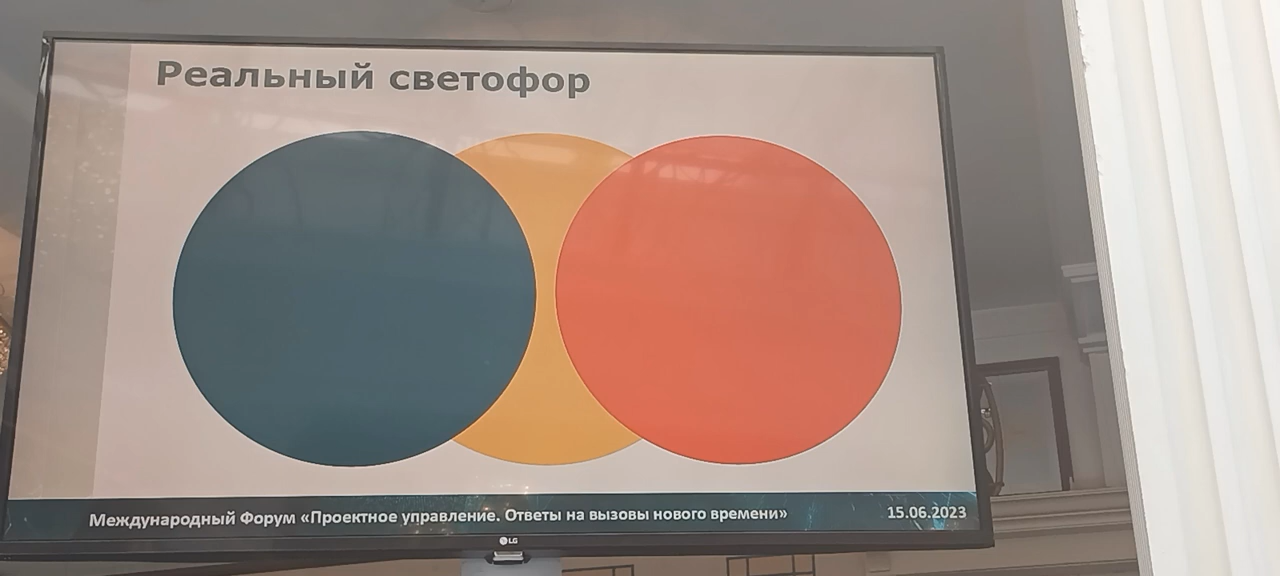 Реальный светофор
Международный Форум «Проектное управление. Ответы на вызовы нового времени»
15.06.2023
LG